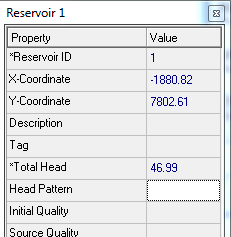 Reservoir 1
Property Value
*Reservoir ID 1
X-Coordinate -1880.82
Y-Coordinate 7802.61
Description
Tag
*Total Head 46.99
Head Pattern
Initial Quality
Source Quality